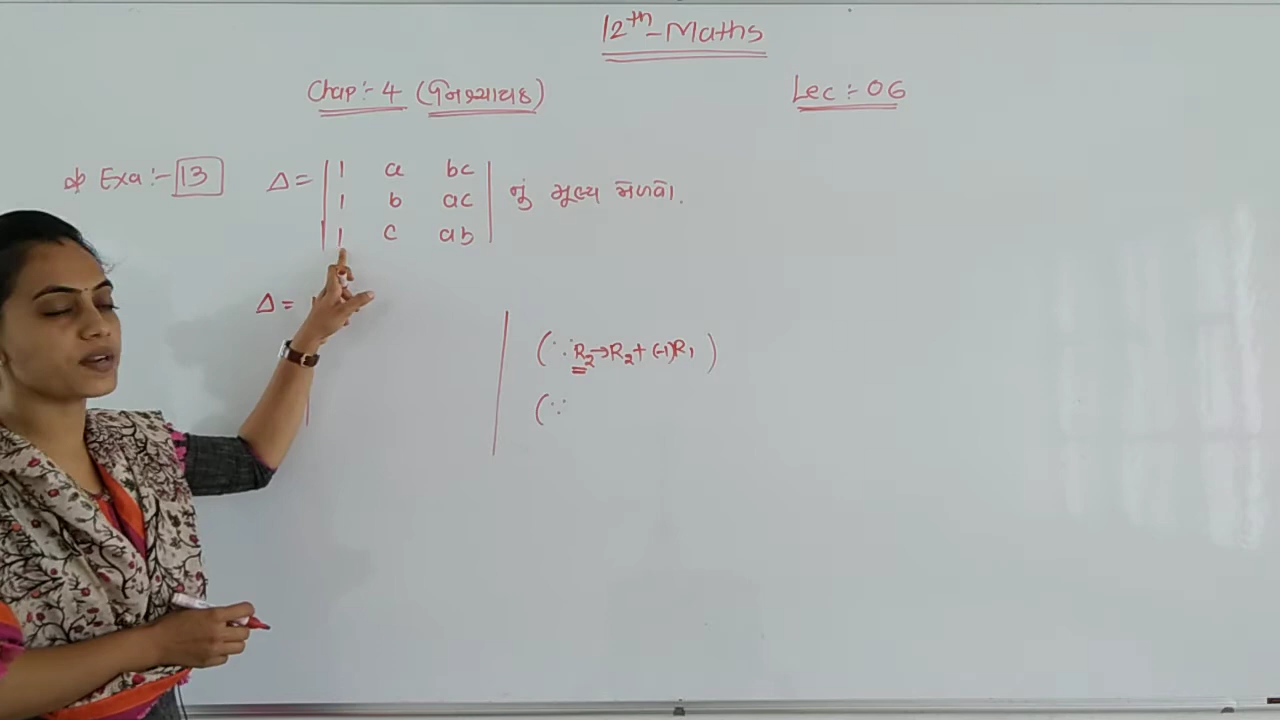 12th - Maths
Chap :- 4 (નિશ્ચાયક)
Lec :- 06
Exa :- 13 Δ = | 1 a bc |
| 1 b ac | નું મૂલ્ય મેળવો.
| 1 c ab |
Δ =
(∵ R₂→R₂+(-1)R₁)
(∵